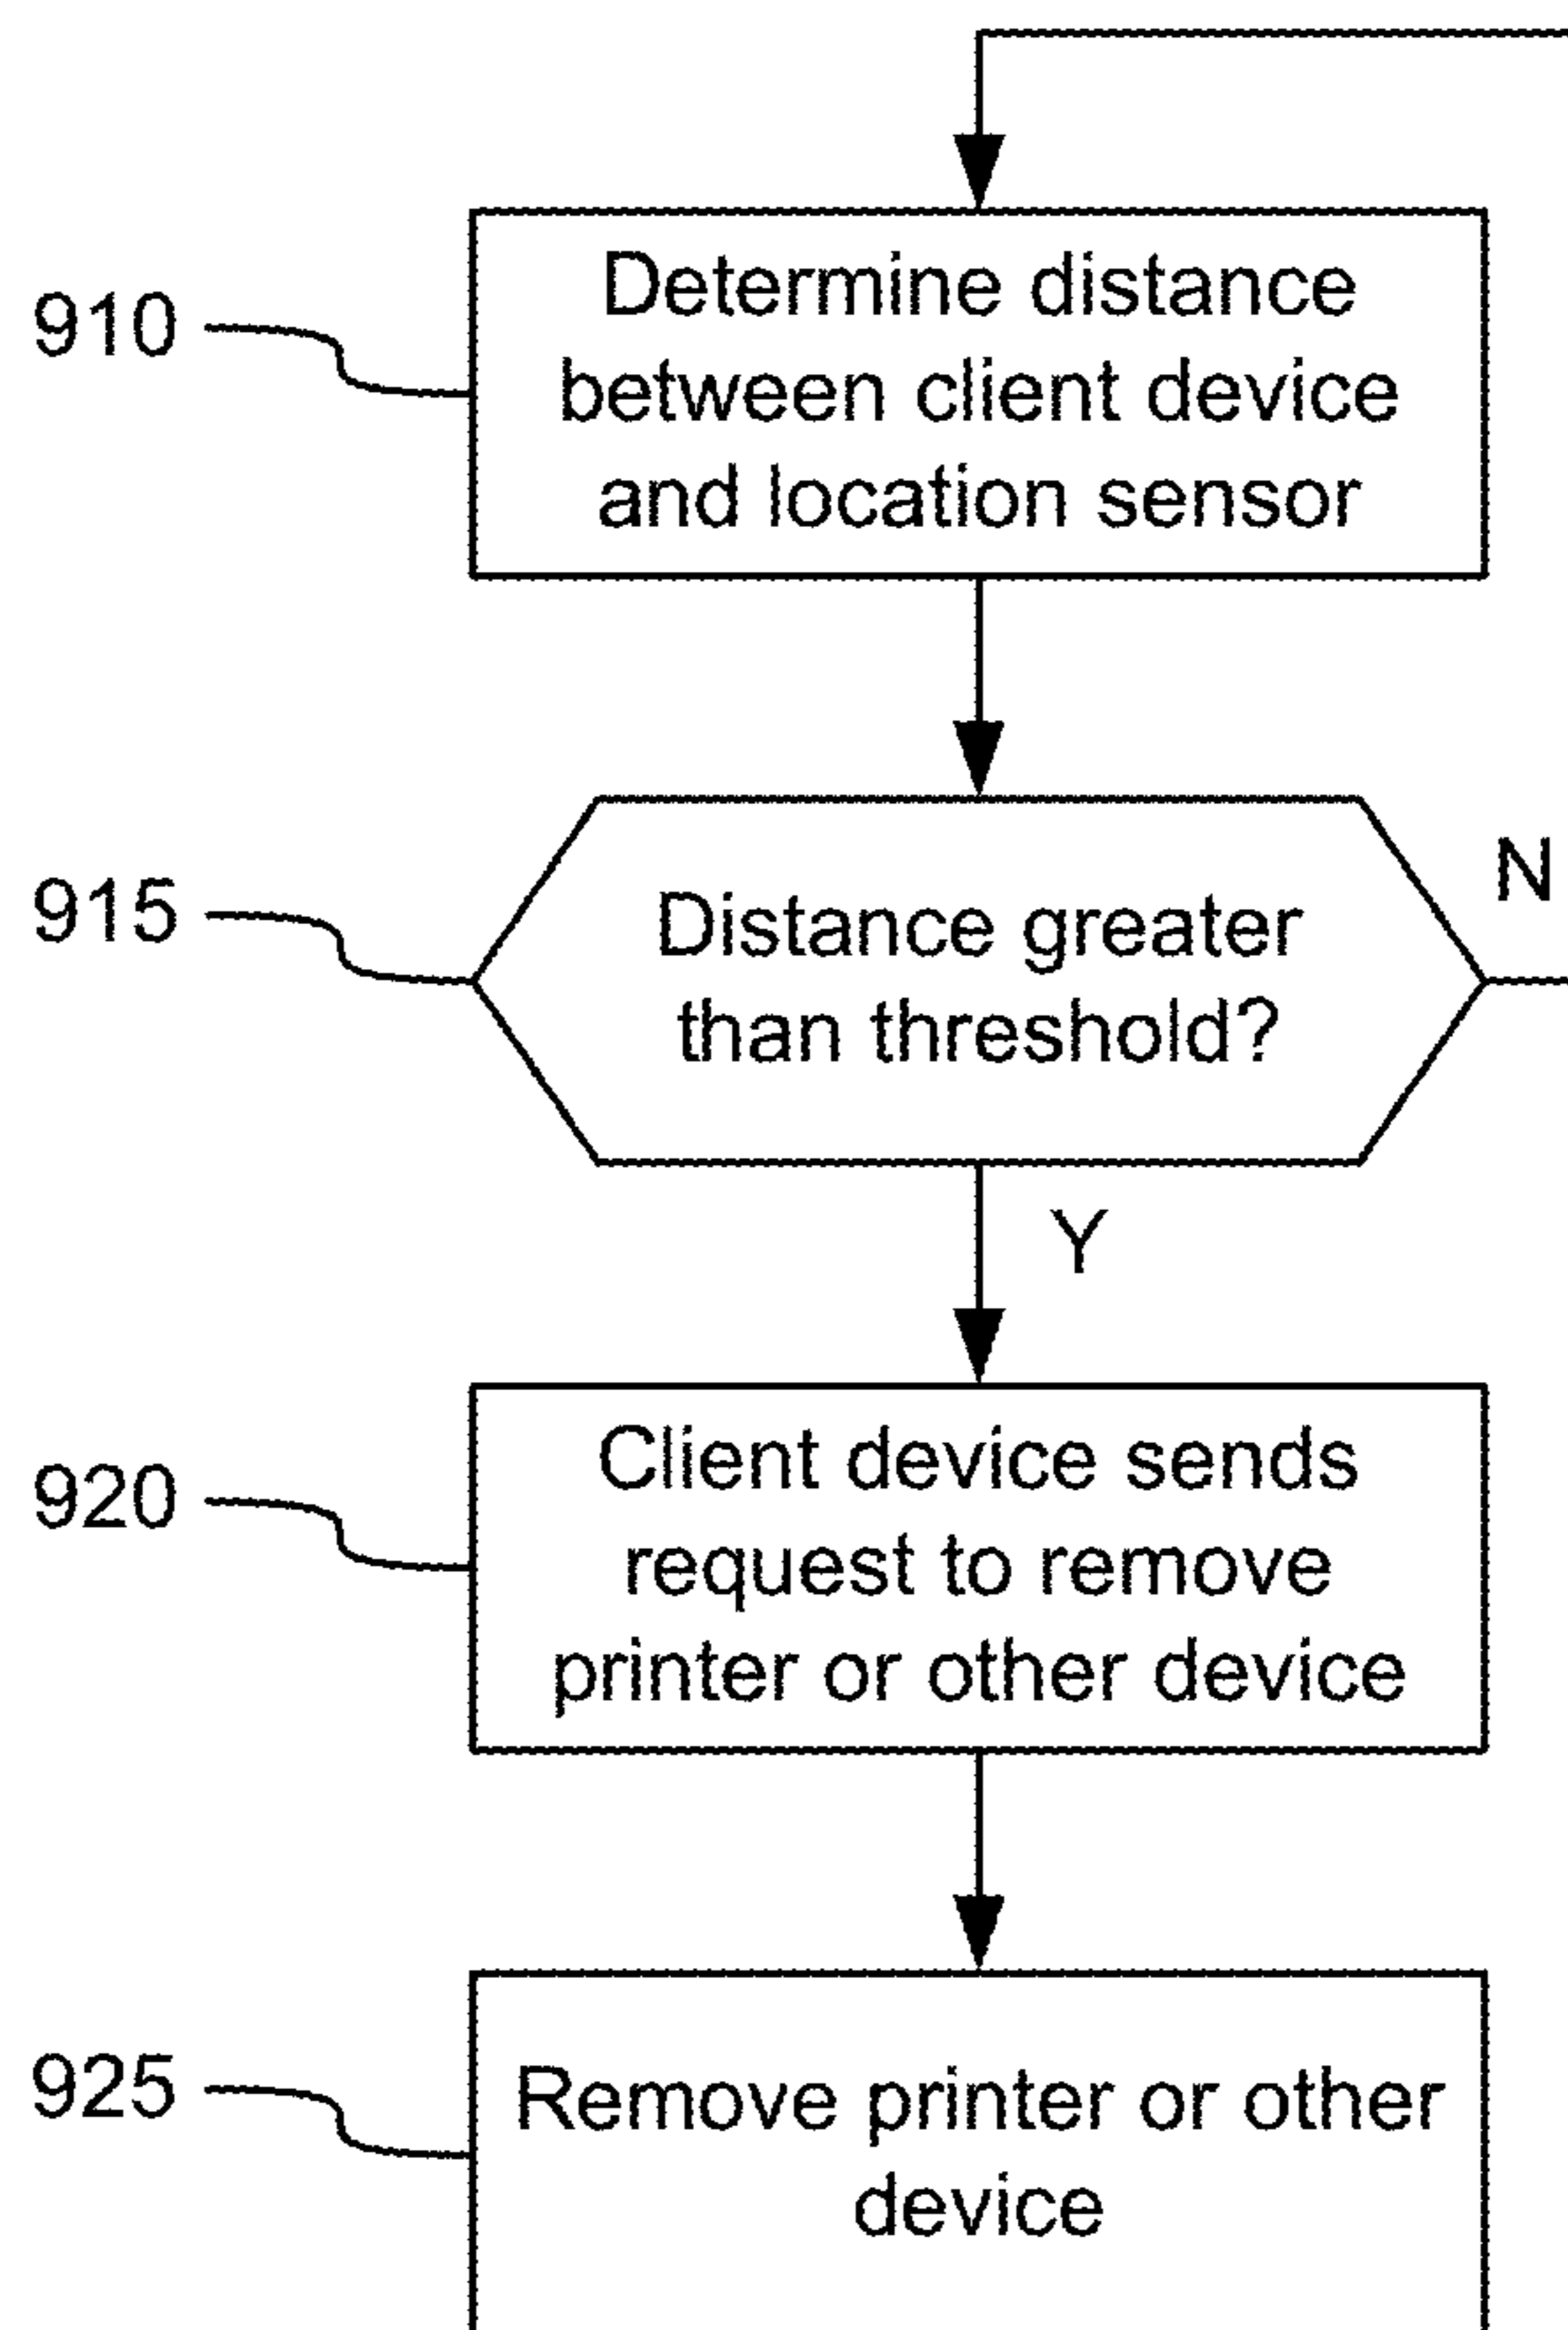 910
Determine distance
between client device
and location sensor
915
Distance greater
than threshold?
N
Y
920
Client device sends
request to remove
printer or other device
925
Remove printer or other
device